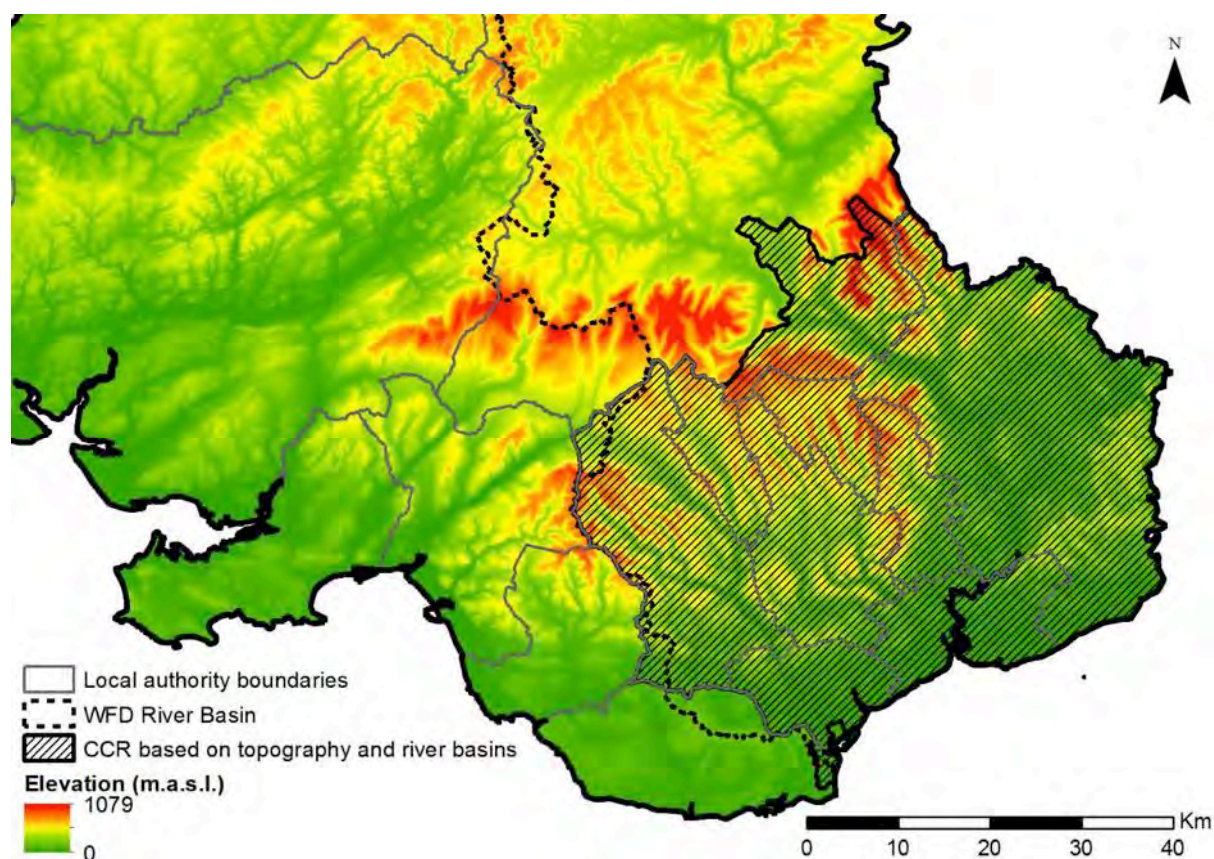 N
Local authority boundaries
WFD River Basin
CCR based on topography and river basins
Elevation (m.a.s.l.)
1079
0
Km
0 10 20 30 40